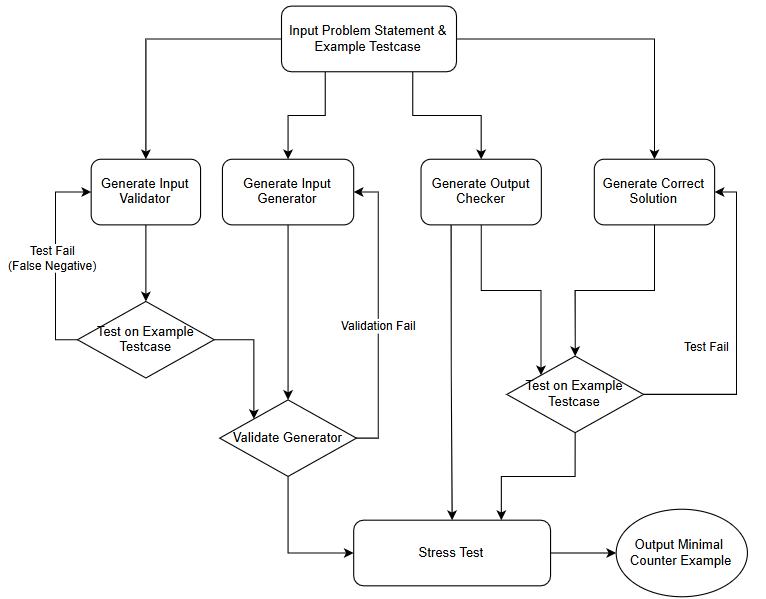 Input Problem Statement &
Example Testcase
Generate Input
Validator
Generate Input
Generator
Generate Output
Checker
Generate Correct
Solution
Test Fail
(False Negative)
Test on Example
Testcase
Validation Fail
Test Fail
Test on Example
Testcase
Validate Generator
Stress Test
Output Minimal
Counter Example